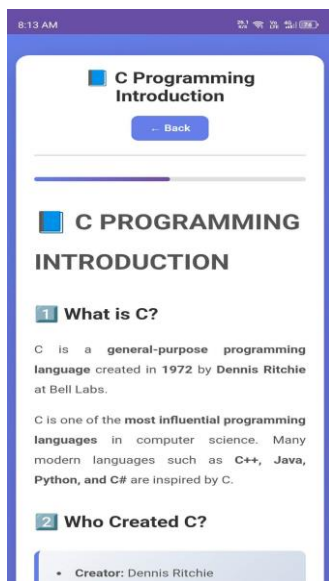 8:13 AM
📘 C Programming
Introduction
← Back
📘 C PROGRAMMING
INTRODUCTION
1️⃣ What is C?
C is a general-purpose programming
language created in 1972 by Dennis Ritchie
at Bell Labs.
C is one of the most influential programming
languages in computer science. Many
modern languages such as C++, Java,
Python, and C# are inspired by C.
2️⃣ Who Created C?
• Creator: Dennis Ritchie